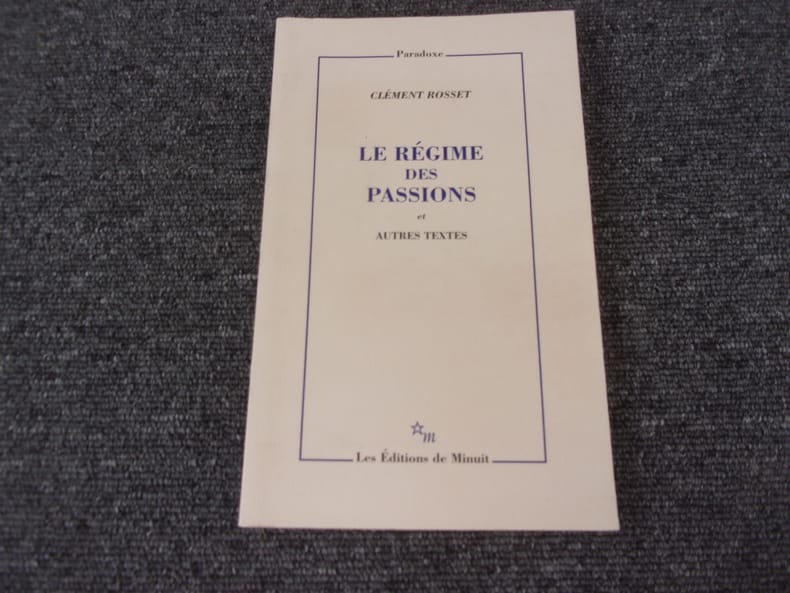 Paradoxe
CLÉMENT ROSSET
LE RÉGIME
DES
PASSIONS
et
AUTRES TEXTES
m
Les Éditions de Minuit